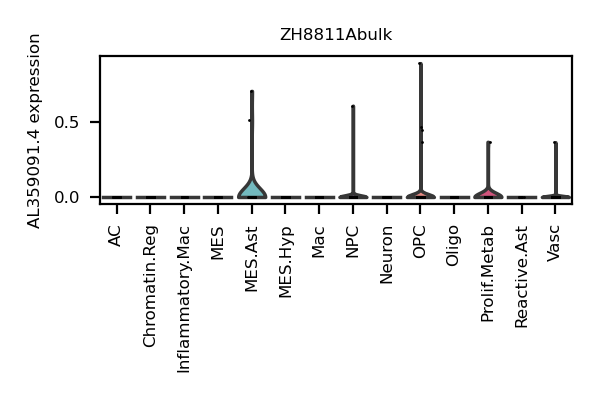 ZH8811Abulk
AL359091.4 expression
0.5
0.0
AC
Chromatin.Reg
Inflammatory.Mac
MES
MES.Ast
MES.Hyp
Mac
NPC
Neuron
OPC
Oligo
Prolif.Metab
Reactive.Ast
Vasc